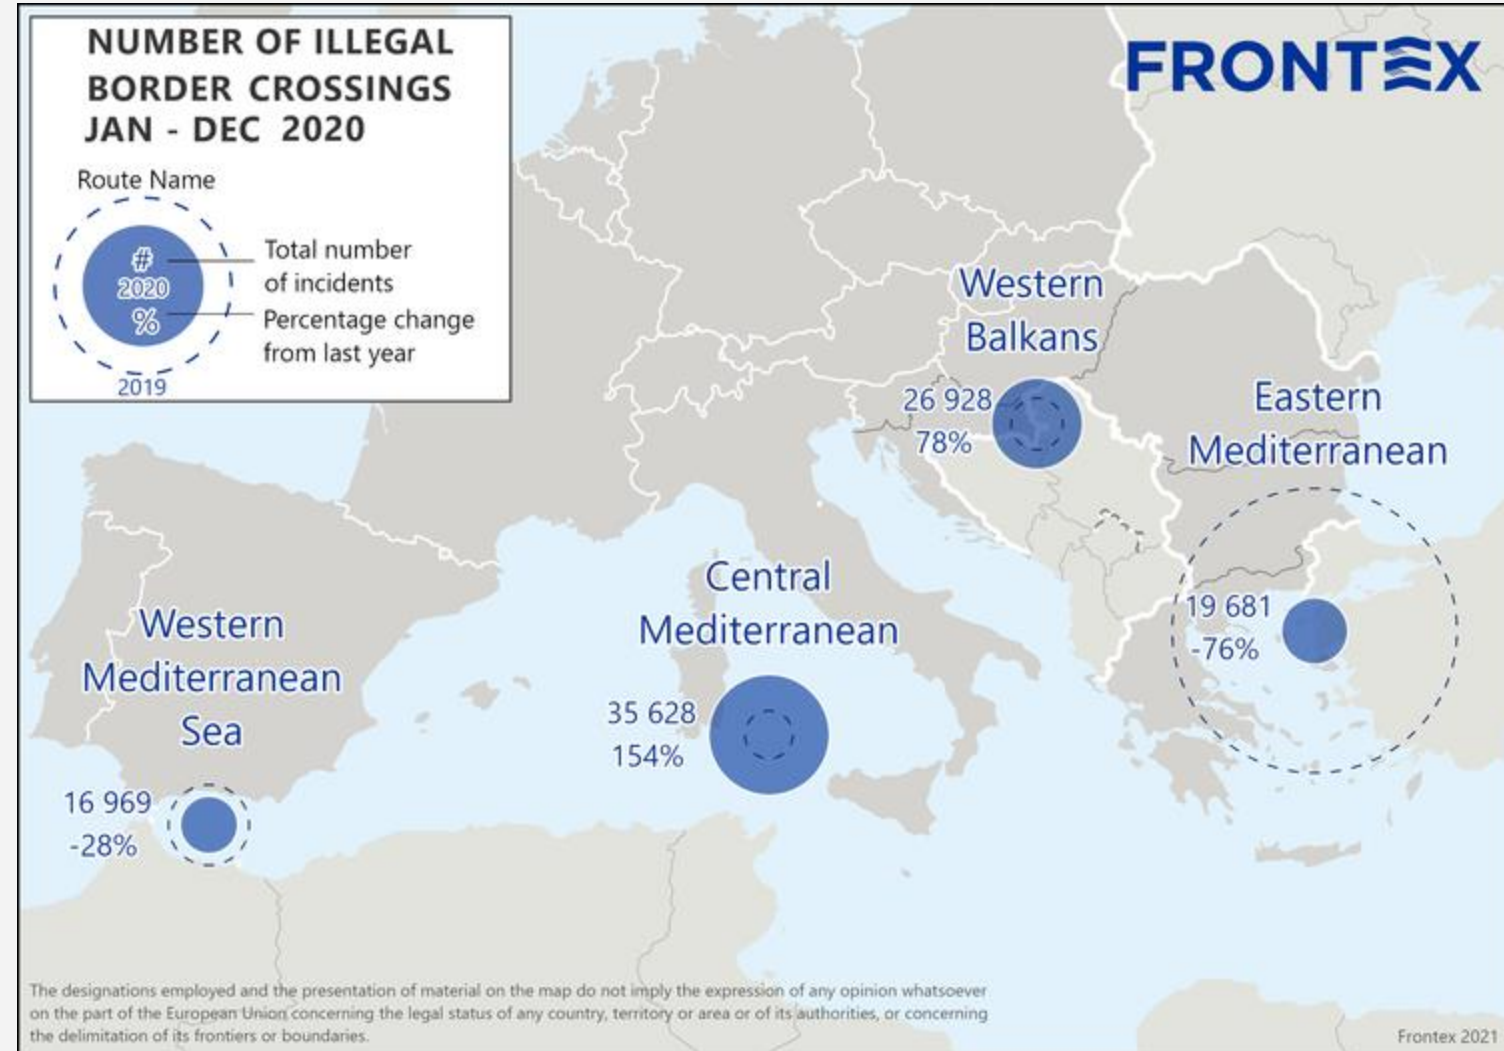 NUMBER OF ILLEGAL
BORDER CROSSINGS
JAN - DEC 2020
Route Name
#
2020
%
2019
Total number
of incidents
Percentage change
from last year
FRONTEX
Western
Balkans
26 928
78%
Eastern
Mediterranean
19 681
-76%
Central
Mediterranean
35 628
154%
Western
Mediterranean
Sea
16 969
-28%
The designations employed and the presentation of material on the map do not imply the expression of any opinion whatsoever
on the part of the European Union concerning the legal status of any country, territory or area or of its authorities, or concerning
the delimitation of its frontiers or boundaries.
Frontex 2021